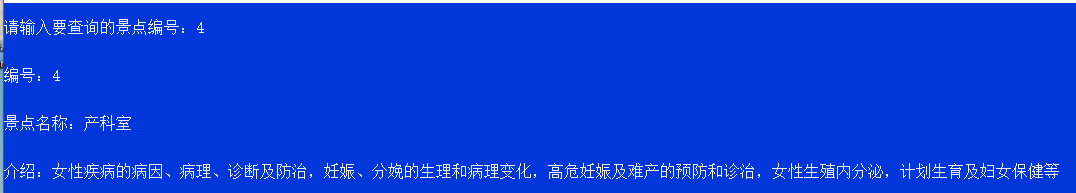 请输入要查询的景点编号：4
编号：4
景点名称：产科室
介绍：女性疾病的病因、病理、诊断及防治，妊娠、分娩的生理和病理变化，高危妊娠及难产的预防和诊治，女性生殖内分泌，计划生育及妇女保健等